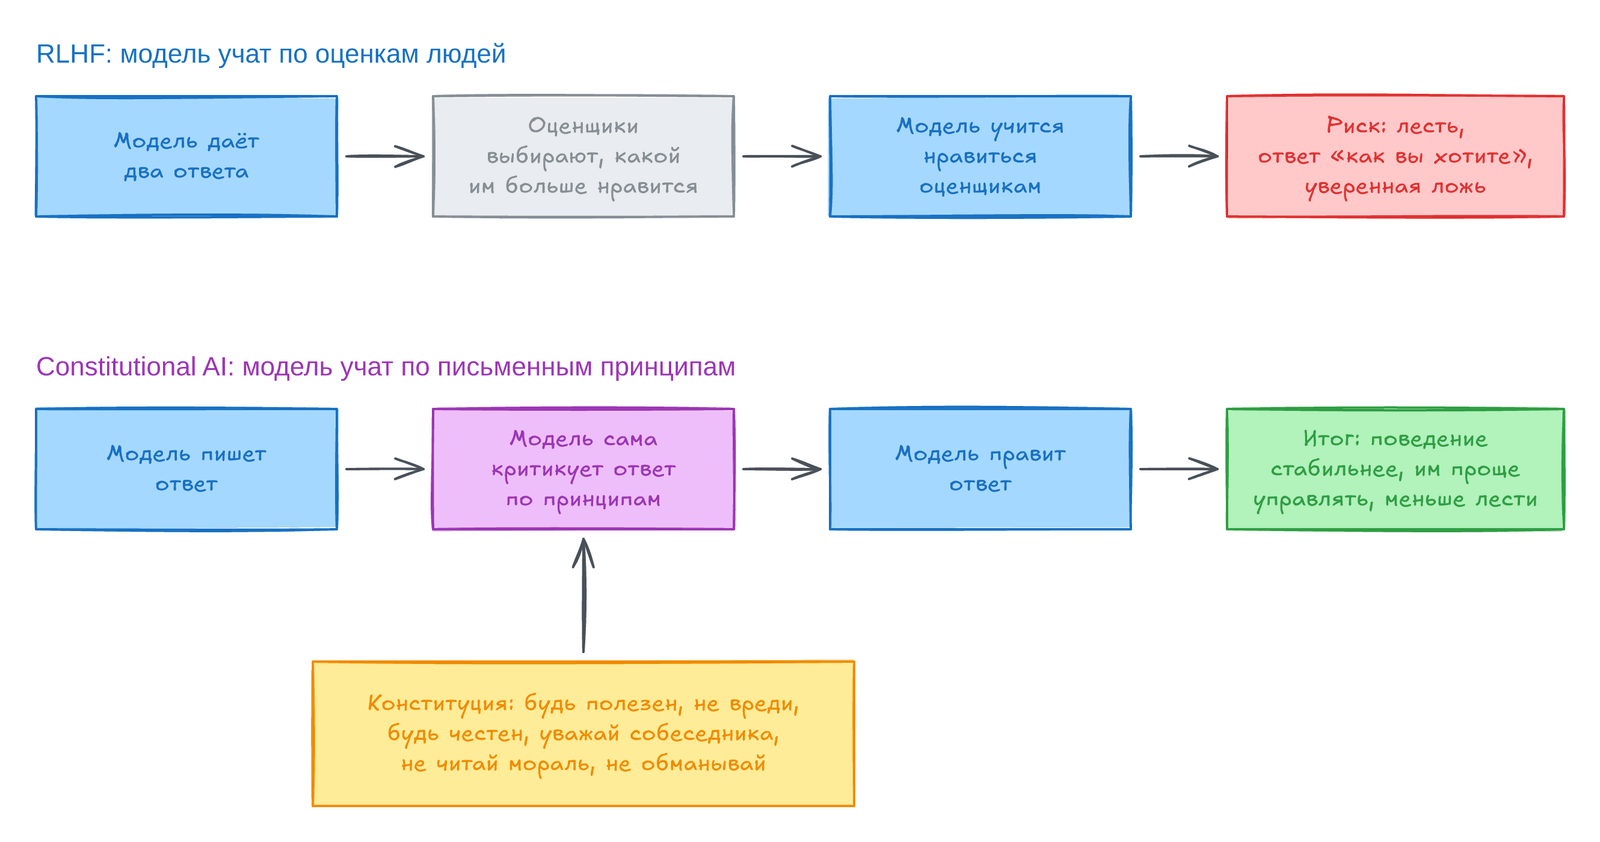 RLHF: модель учат по оценкам людей
Модель даёт
два ответа
Оценщики
выбирают, какой
им больше нравится
Модель учится
нравиться
оценщикам
Риск: лесть,
ответ «как вы хотите»,
уверенная ложь
Constitutional AI: модель учат по письменным принципам
Модель пишет
ответ
Модель сама
критикует ответ
по принципам
Модель правит
ответ
Итог: поведение
стабильнее, им проще
управлять, меньше лести
Конституция: будь полезен, не вреди,
будь честен, уважай собеседника,
не читай мораль, не обманывай